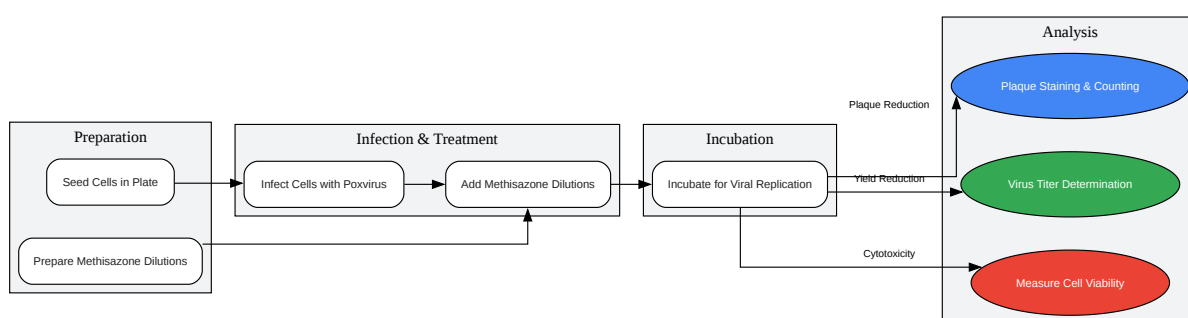 Preparation
Seed Cells in Plate
Prepare Methisazone Dilutions
Infection & Treatment
Infect Cells with Poxvirus
Add Methisazone Dilutions
Incubation
Incubate for Viral Replication
Plaque Reduction
Yield Reduction
Cytotoxicity
Analysis
Plaque Staining & Counting
Virus Titer Determination
Measure Cell Viability